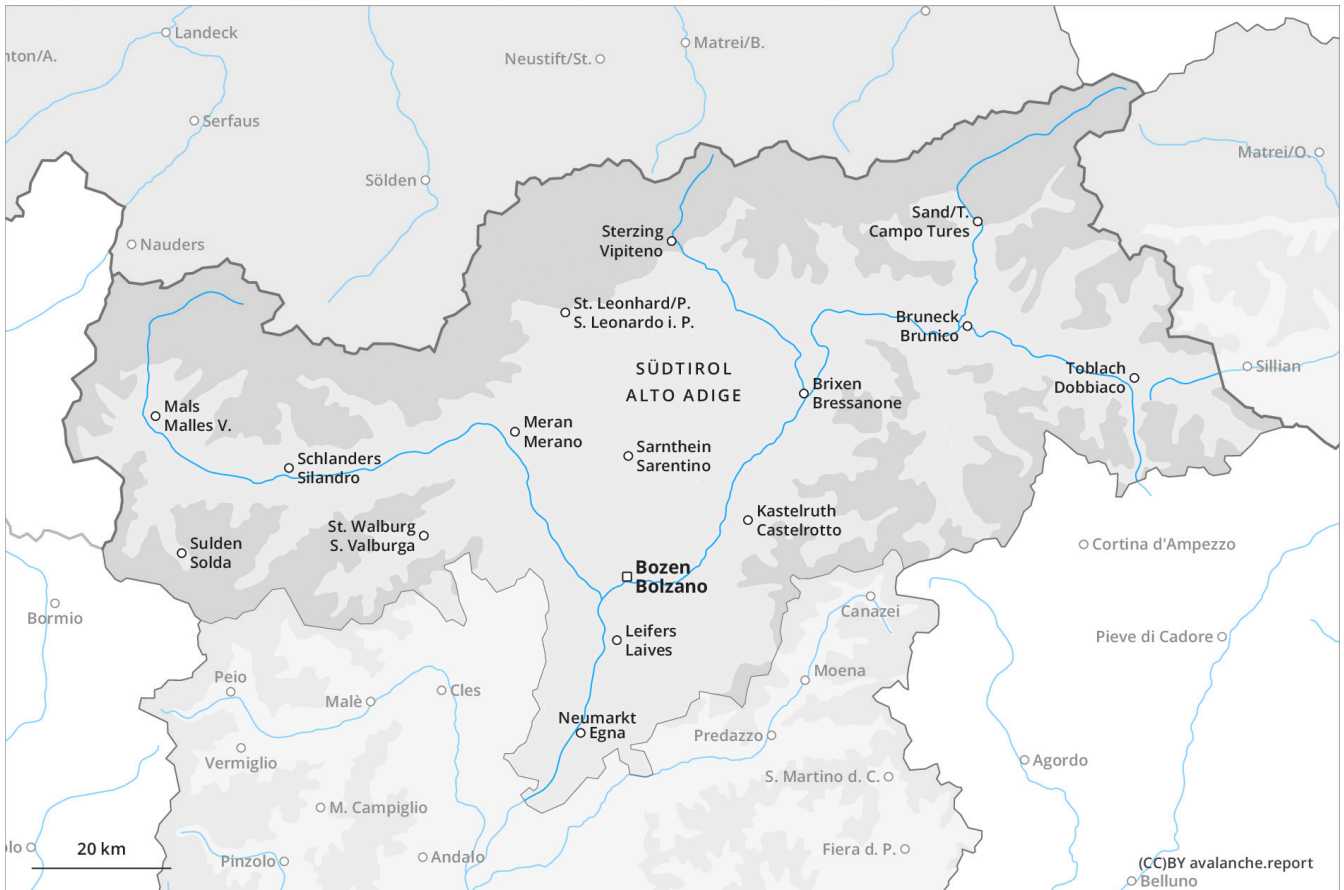 Landeck
nton/A.
Matrei/B.
Neustift/St.
Serfaus
Matrei/O.
Sölden
Sand/T.
Campo Tures
Sterzing
Vipiteno
Nauders
St. Leonhard/P.
S. Leonardo i. P.
Bruneck
Brunico
SÜDTIROL
ALTO ADIGE
Toblach
Dobbiaco
Sillian
Brixen
Bressanone
Mals
Malles V.
Meran
Merano
Schlanders
Silandro
Sarnthein
Sarentino
St. Walburg
S. Valburga
Kastelruth
Castelrotto
Sulden
Solda
Cortina d'Ampezzo
Bozen
Bolzano
Bormio
Canazei
Leifers
Laives
Pieve di Cadore
Peio
Malè
Cles
Moena
Neumarkt
Egna
Predazzo
Vermiglio
Agordo
S. Martino d. C.
M. Campiglio
20 km
Pinzolo
Andalo
Fiera d. P.
(CC)BY avalanche.report
Belluno